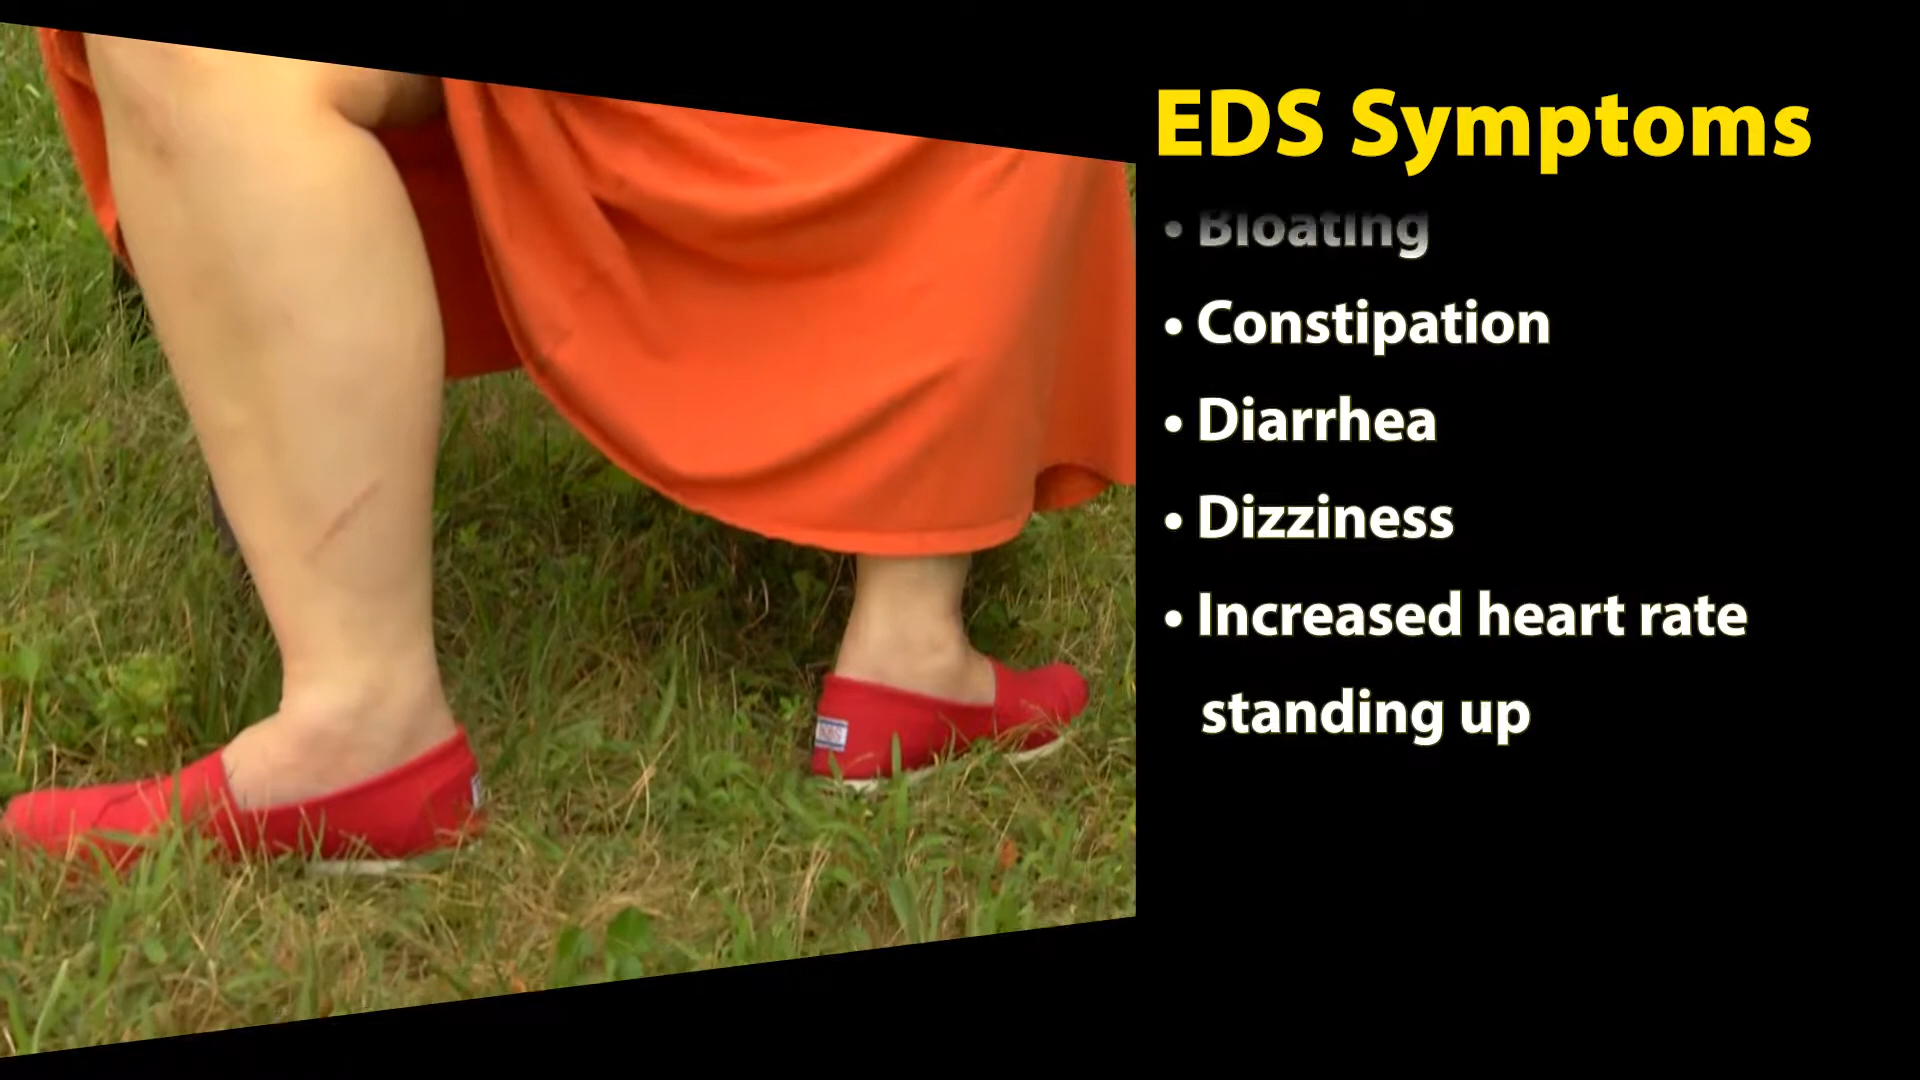 EDS Symptoms
• Bloating
• Constipation
• Diarrhea
• Dizziness
• Increased heart rate
standing up